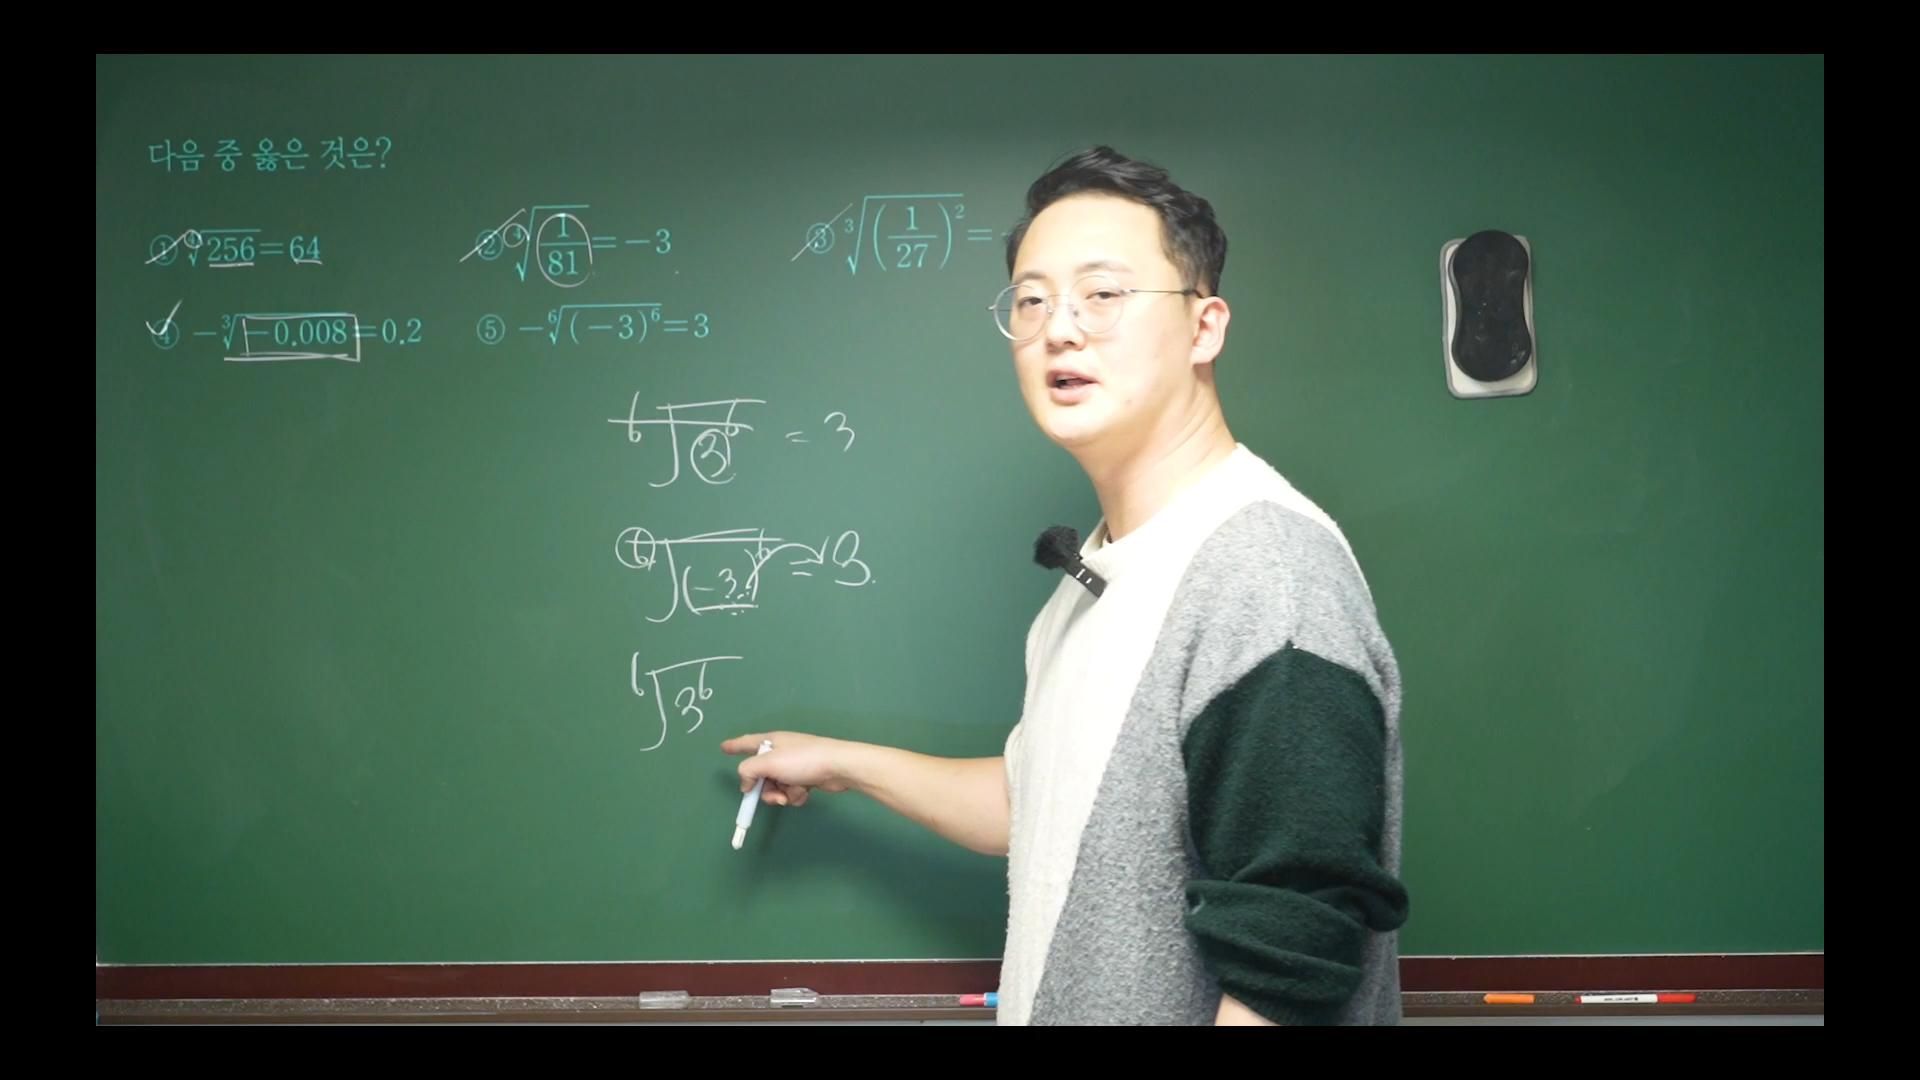 다음 중 옳은 것은?
① ⁴√256 = 64 ② ⁴√(1/81) = −3 ③ ³√(1/27)² =
④ −³√−0.008 = 0.2 ⑤ −⁶√(−3)⁶ = 3
⁶√3⁶ = 3
⁶√(−3)⁶ = 3
⁶√3⁶